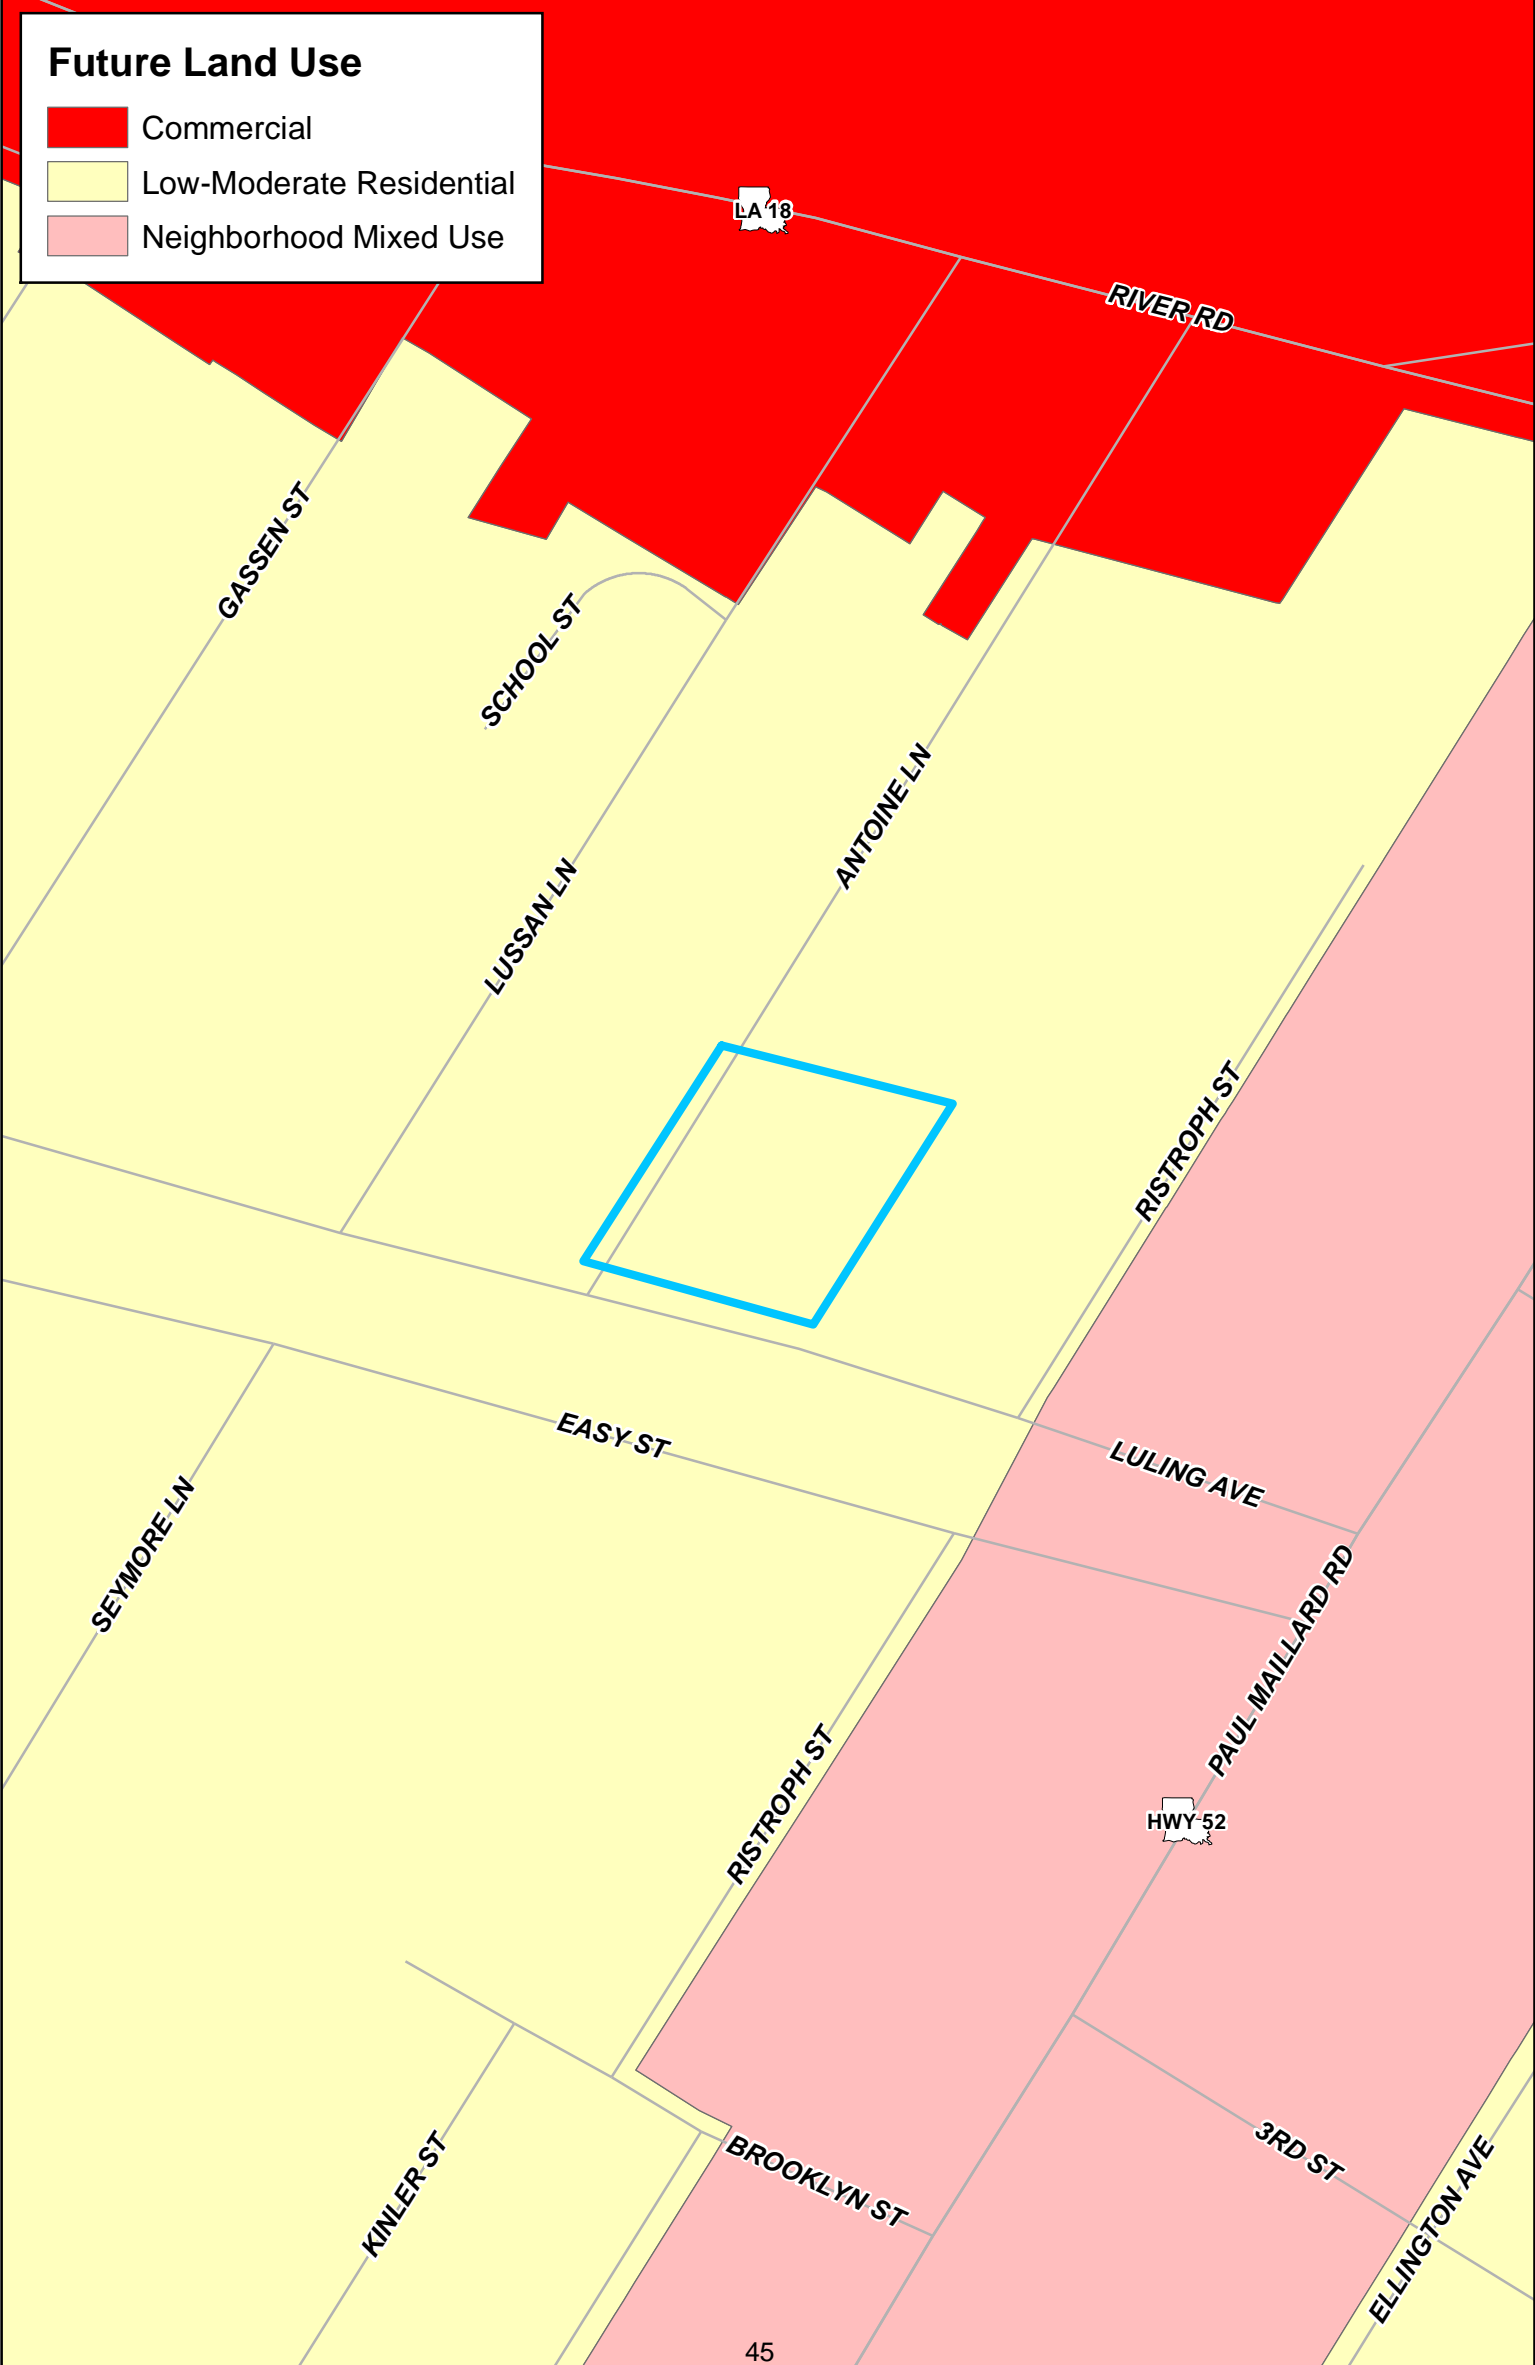 Future Land Use
Commercial
Low-Moderate Residential
Neighborhood Mixed Use
LA 18
RIVER RD
GASSEN ST
SCHOOL ST
ANTOINE LN
LUSSAN LN
RISTROPH ST
EASY ST
LULING AVE
SEYMORE LN
PAUL MAILLARD RD
RISTROPH ST
HWY 52
BROOKLYN ST
3RD ST
KINLER ST
ELLINGTON AVE
45